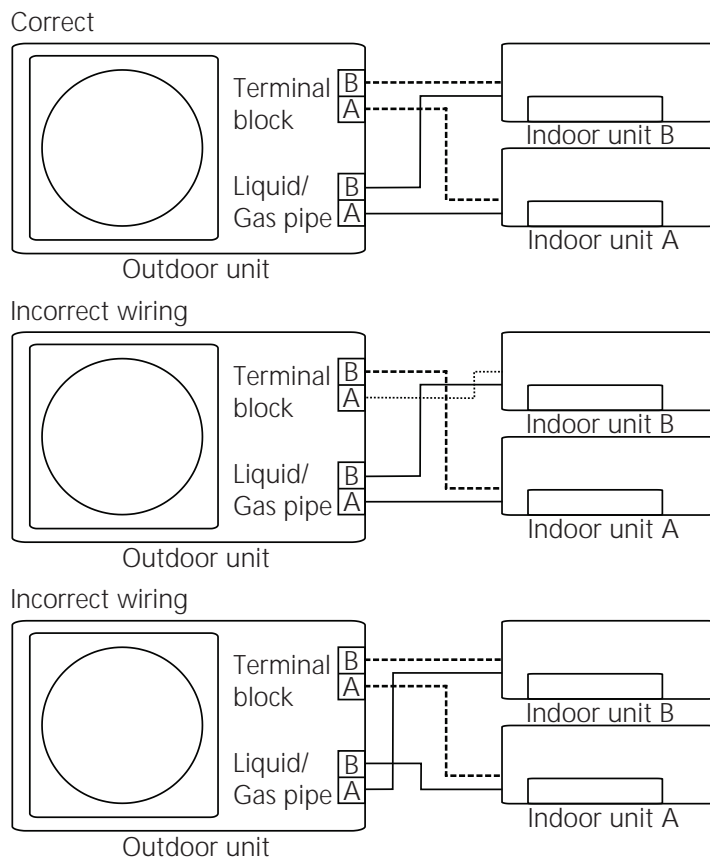 Correct
Terminal
block
B
A
Liquid/
Gas pipe
B
A
Outdoor unit
Indoor unit B
Indoor unit A
Incorrect wiring
Terminal
block
B
A
Liquid/
Gas pipe
B
A
Outdoor unit
Indoor unit B
Indoor unit A
Incorrect wiring
Terminal
block
B
A
Liquid/
Gas pipe
B
A
Outdoor unit
Indoor unit B
Indoor unit A